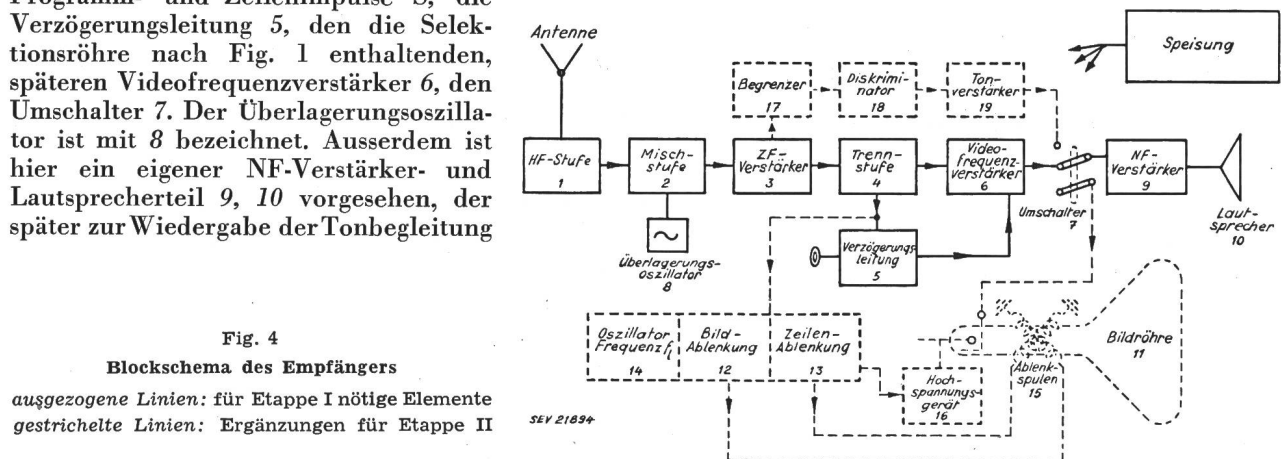 Programm- und Zeilenimpulse S, die
Verzögerungsleitung 5, den die Selek-
tionsröhre nach Fig. 1 enthaltenden,
späteren Videofrequenzverstärker 6, den
Umschalter 7. Der Überlagerungsoszilla-
tor ist mit 8 bezeichnet. Ausserdem ist
hier ein eigener NF-Verstärker- und
Lautsprecherteil 9, 10 vorgesehen, der
später zur Wiedergabe der Tonbegleitung
Fig. 4
Blockschema des Empfängers
ausgezogene Linien: für Etappe I nötige Elemente
gestrichelte Linien: Ergänzungen für Etappe II
Antenne
Speisung
Begrenzer
17
Diskrimi-
nator
18
Ton-
verstärker
19
HF-Stufe
1
Misch-
stufe
2
ZF-
Verstärker
3
Trenn-
stufe
4
Video-
frequenz-
verstärker
6
Umschalter
7
NF-
Verstärker
9
Laut-
sprecher
10
Überlagerungs-
oszillator
8
Verzögerungs-
leitung
5
Oszillator
Frequenz f1
14
Bild-
Ablenkung
12
Zeilen-
Ablenkung
13
Hoch-
spannungs-
gerät
16
Ablenk-
spulen
15
Bildröhre
11
SEV 21894